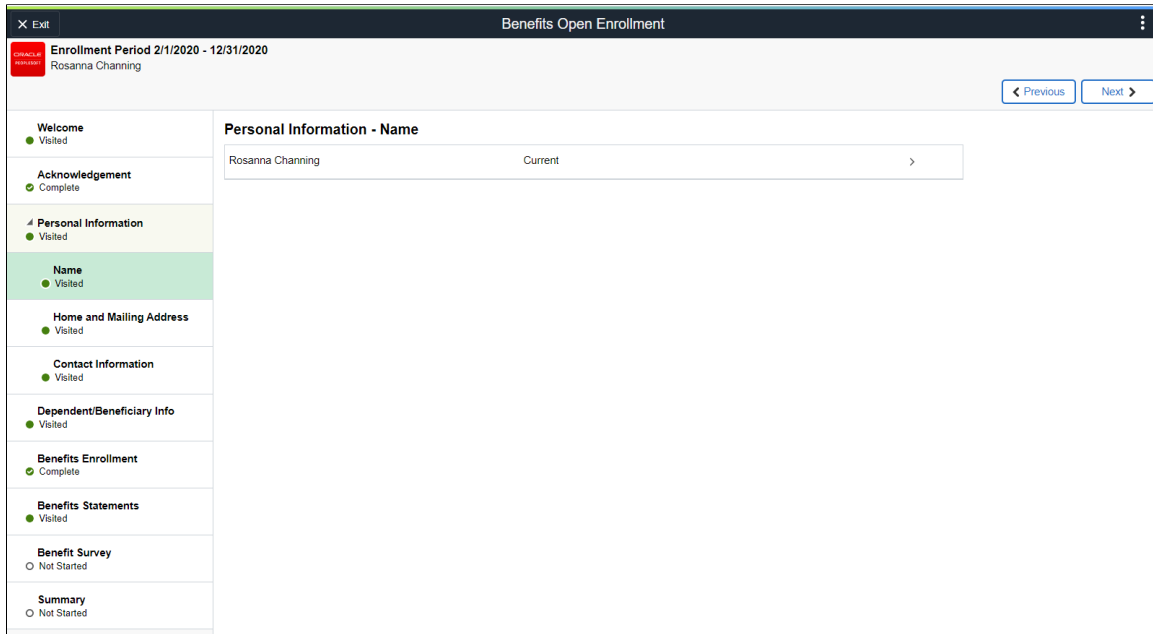 Exit
Benefits Open Enrollment
ORACLE
PEOPLESOFT
Enrollment Period 2/1/2020 - 12/31/2020
Rosanna Channing
Previous
Next
Welcome
Visited
Acknowledgement
Complete
Personal Information
Visited
Name
Visited
Home and Mailing Address
Visited
Contact Information
Visited
Dependent/Beneficiary Info
Visited
Benefits Enrollment
Complete
Benefits Statements
Visited
Benefit Survey
Not Started
Summary
Not Started
Personal Information - Name
Rosanna Channing Current